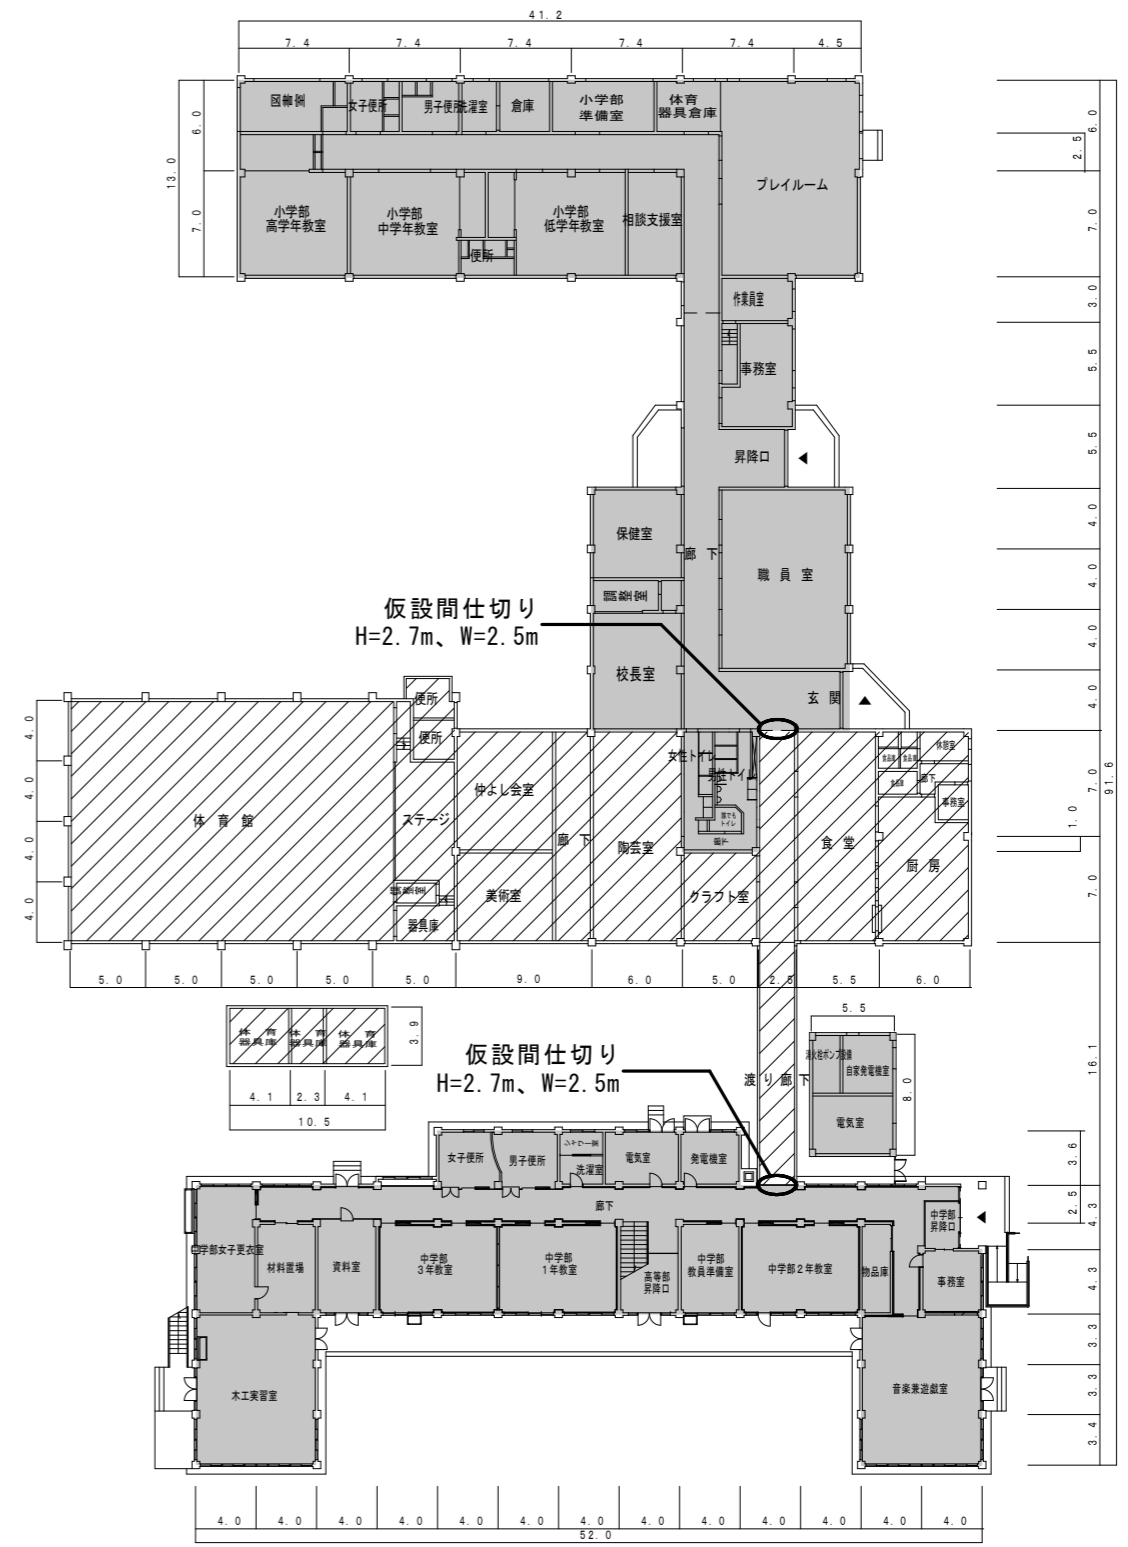 41.2
7.4 7.4 7.4 7.4 7.4 4.5
女子便所 男子便所 洗濯室 倉庫 小学部 準備室 体育 器具倉庫
6.0 6.0
2.5
13.0
プレイルーム
7.0 7.0
小学部 高学年教室
小学部 中学年教室
小学部 低学年教室
相談支援室
便所
作業員室
3.0
事務室
5.5
昇降口
5.5
保健室
廊下
職員室
4.0
4.0
調整室
仮設間仕切り
H=2.7m、W=2.5m
4.0
校長室
玄関
4.0
便所
便所
女性トイレ
男性トイレ
誰でも トイレ
廊下
食品庫 食品庫
食品庫
休憩室
廊下
事務室
4.0 4.0 4.0 4.0
7.0
91.6
1.0
体育館
ステージ
仲よし会室
廊下
陶芸室
食堂
厨房
美術室
クラフト室
器具庫
7.0
5.0 5.0 5.0 5.0 5.0 9.0 6.0 5.0 2.5 5.5 6.0
体育 器具庫
体育 器具庫
体育 器具庫
3.9
4.1 2.3 4.1
10.5
仮設間仕切り
H=2.7m、W=2.5m
渡り廊下
5.5
消火栓ポンプ設備
自家発電機室
8.0
電気室
16.1
女子便所 男子便所 シャワー室 洗濯室 電気室 発電機室
3.6
廊下
2.5
4.3
中学部 昇降口
学部女子更衣室
材料置場
資料室
中学部 3年教室
中学部 1年教室
高等部 昇降口
中学部 教員準備室
中学部2年教室
物品庫
事務室
4.3
3.3
木工実習室
音楽兼遊戯室
3.3
3.4
4.0 4.0 4.0 4.0 4.0 4.0 4.0 4.0 4.0 4.0 4.0 4.0 4.0
52.0